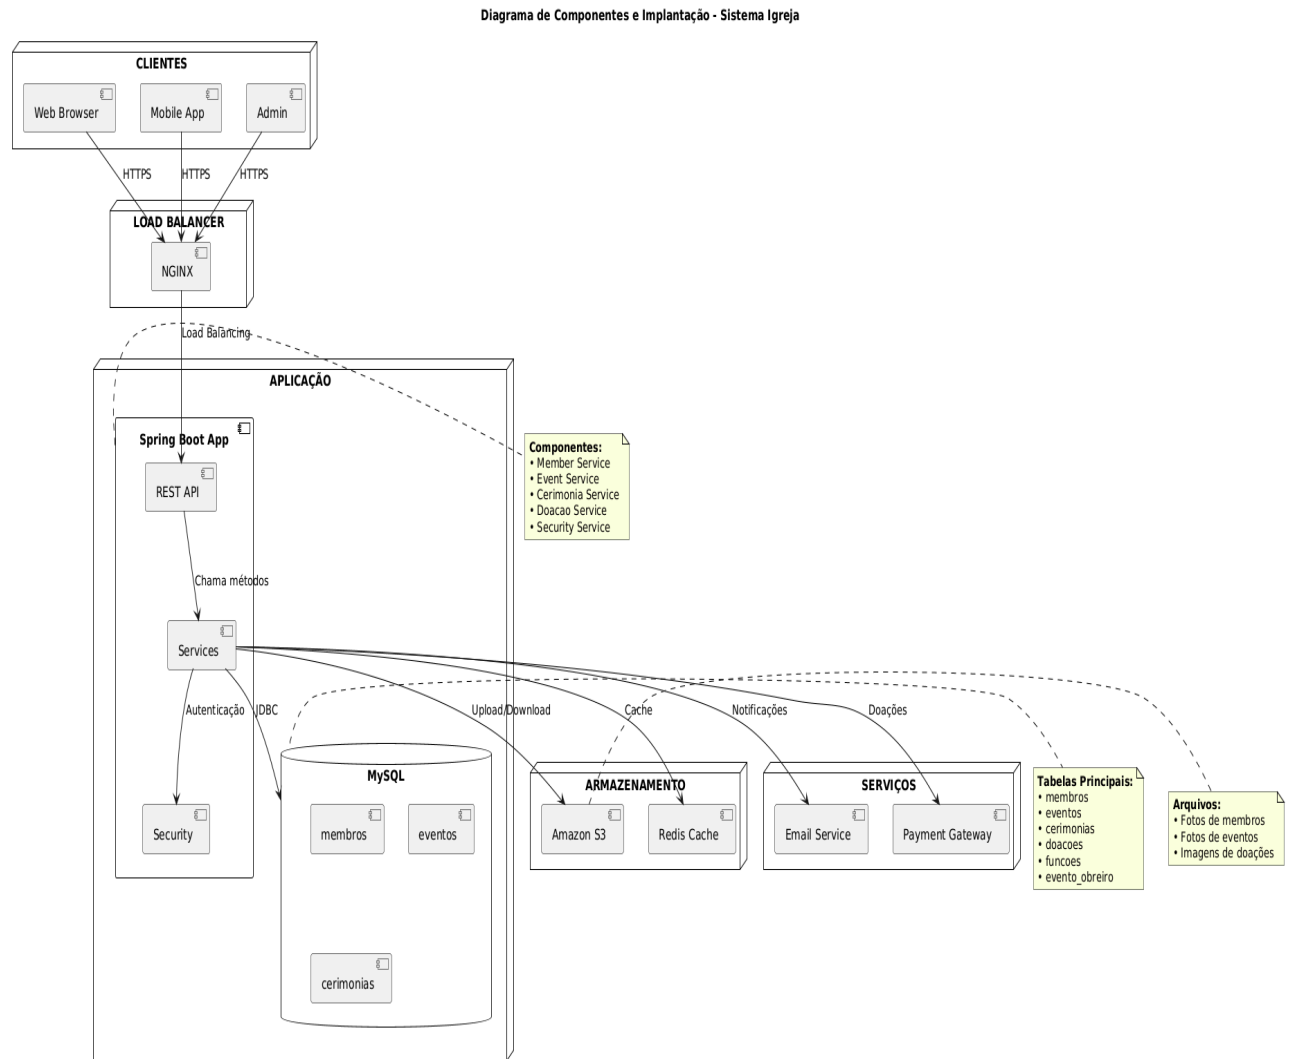 Diagrama de Componentes e Implantação - Sistema Igreja
CLIENTES
Web Browser
Mobile App
Admin
HTTPS
HTTPS
HTTPS
LOAD BALANCER
NGINX
Load Balancing
APLICAÇÃO
Spring Boot App
REST API
Componentes:
• Member Service
• Event Service
• Cerimonia Service
• Doacao Service
• Security Service
Chama métodos
Services
Autenticação
JDBC
Upload/Download
Cache
Notificações
Doações
MySQL
membros
eventos
cerimonias
Security
ARMAZENAMENTO
Amazon S3
Redis Cache
SERVIÇOS
Email Service
Payment Gateway
Tabelas Principais:
• membros
• eventos
• cerimonias
• doacoes
• funcoes
• evento_obreiro
Arquivos:
• Fotos de membros
• Fotos de eventos
• Imagens de doações